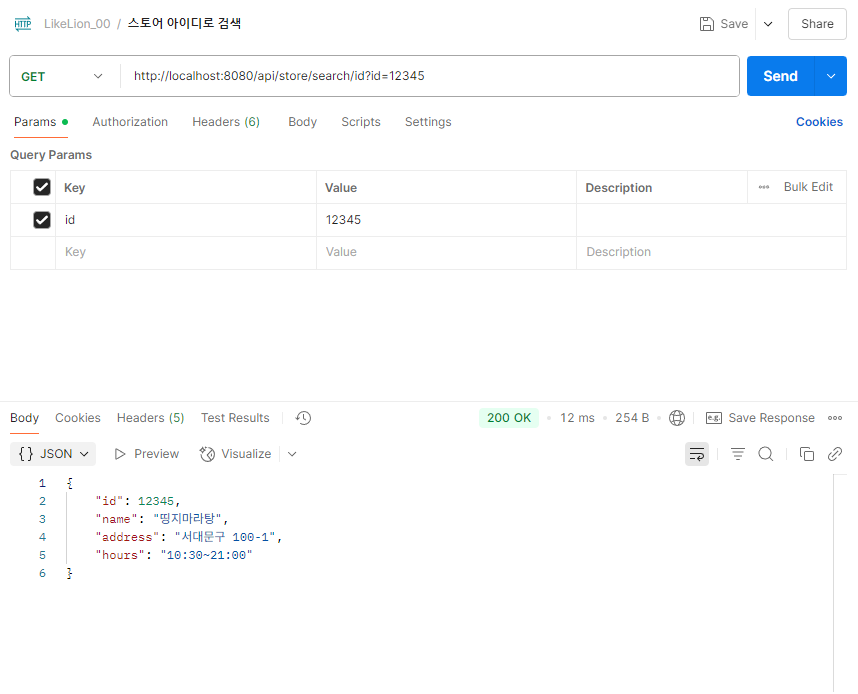 HTTP LikeLion_00 / 스토어 아이디로 검색 Save Share
GET http://localhost:8080/api/store/search/id?id=12345 Send
Params Authorization Headers (6) Body Scripts Settings Cookies
Query Params
Key Value Description Bulk Edit
id 12345
Key Value Description
Body Cookies Headers (5) Test Results 200 OK 12 ms 254 B e.g. Save Response
{} JSON Preview Visualize
1 {
2 "id": 12345,
3 "name": "띵지마라탕",
4 "address": "서대문구 100-1",
5 "hours": "10:30~21:00"
6 }